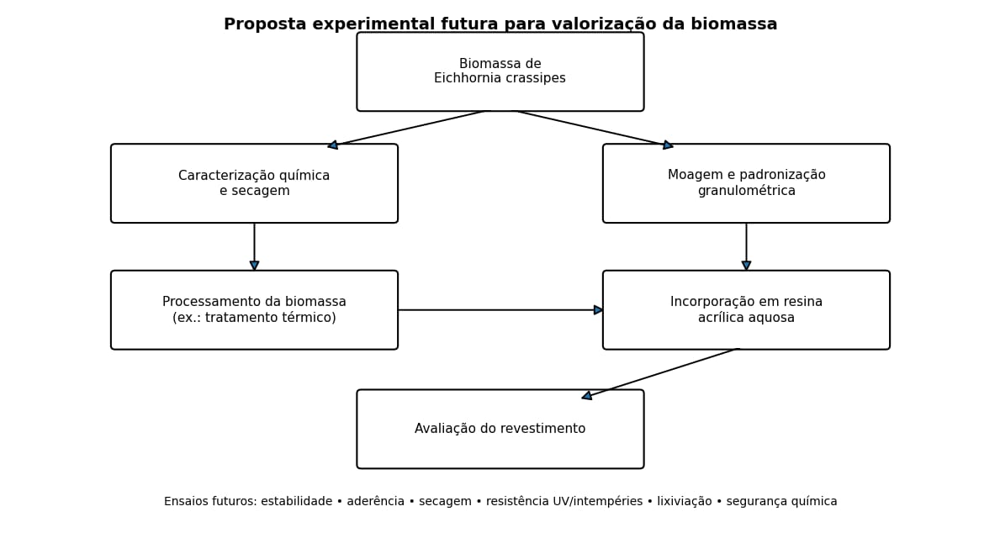 Proposta experimental futura para valorização da biomassa
Biomassa de
Eichhornia crassipes
Caracterização química
e secagem
Moagem e padronização
granulométrica
Processamento da biomassa
(ex.: tratamento térmico)
Incorporação em resina
acrílica aquosa
Avaliação do revestimento
Ensaios futuros: estabilidade • aderência • secagem • resistência UV/intempéries • lixiviação • segurança química